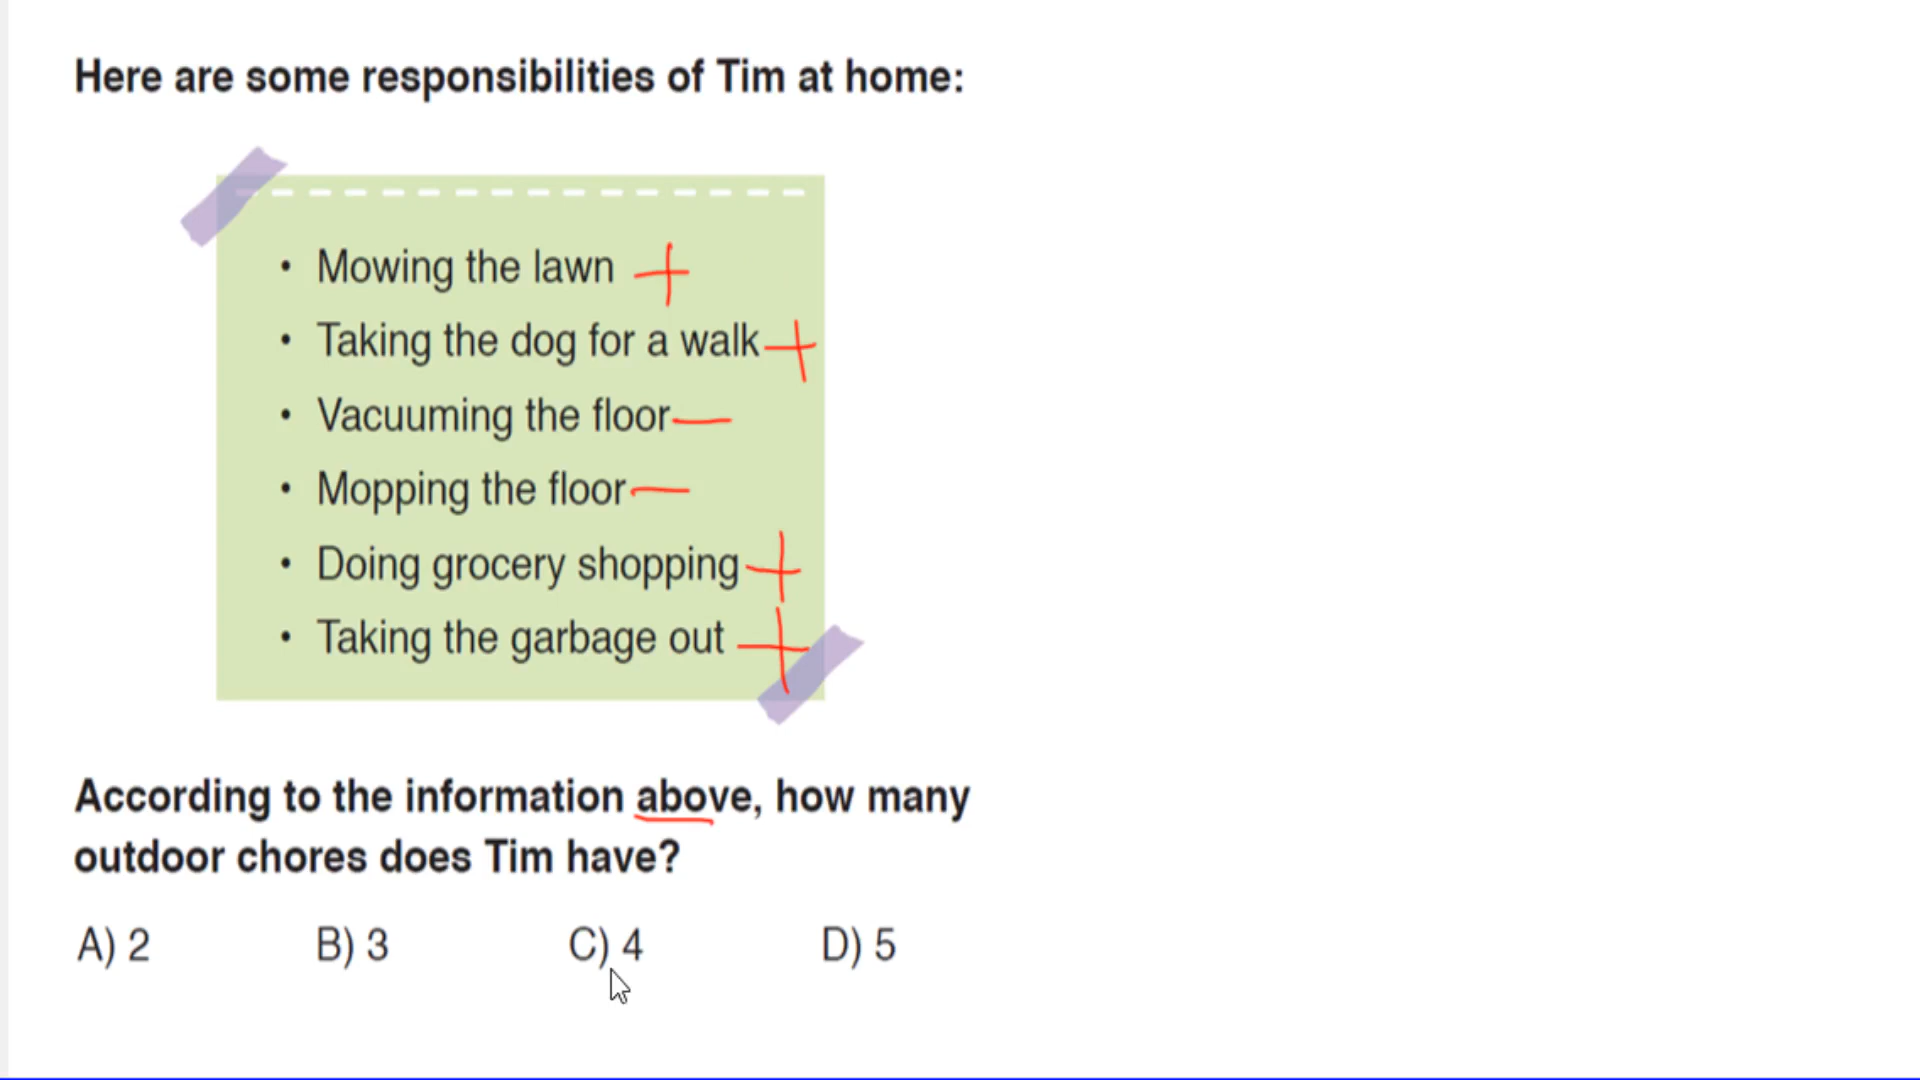 Here are some responsibilities of Tim at home:
• Mowing the lawn +
• Taking the dog for a walk +
• Vacuuming the floor —
• Mopping the floor —
• Doing grocery shopping +
• Taking the garbage out +
According to the information above, how many
outdoor chores does Tim have?
A) 2 B) 3 C) 4 D) 5